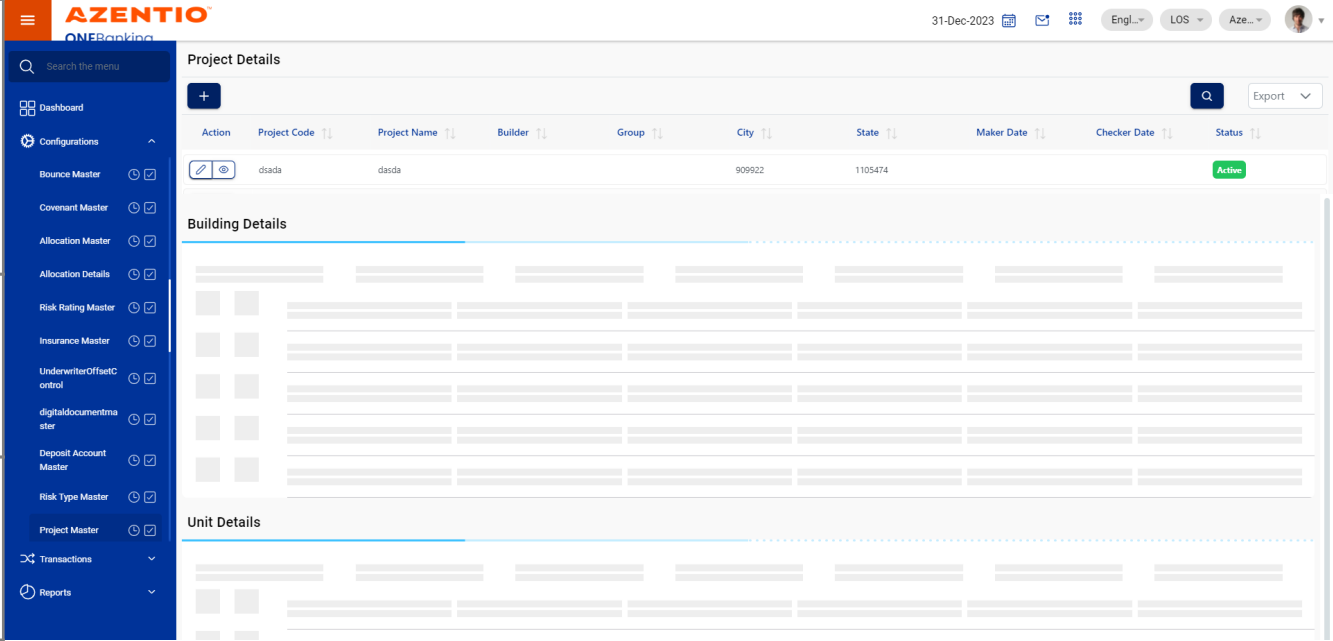 AZENTIO™
ONEBanking
31-Dec-2023
Engl...
LOS
Aze...
Search the menu
Dashboard
Configurations
Bounce Master
Covenant Master
Allocation Master
Allocation Details
Risk Rating Master
Insurance Master
UnderwriterOffsetC
ontrol
digitaldocumentma
ster
Deposit Account
Master
Risk Type Master
Project Master
Transactions
Reports
Project Details
+
Export
Action Project Code Project Name Builder Group City State Maker Date Checker Date Status
dsada dasda 909922 1105474 Active
Building Details
Unit Details